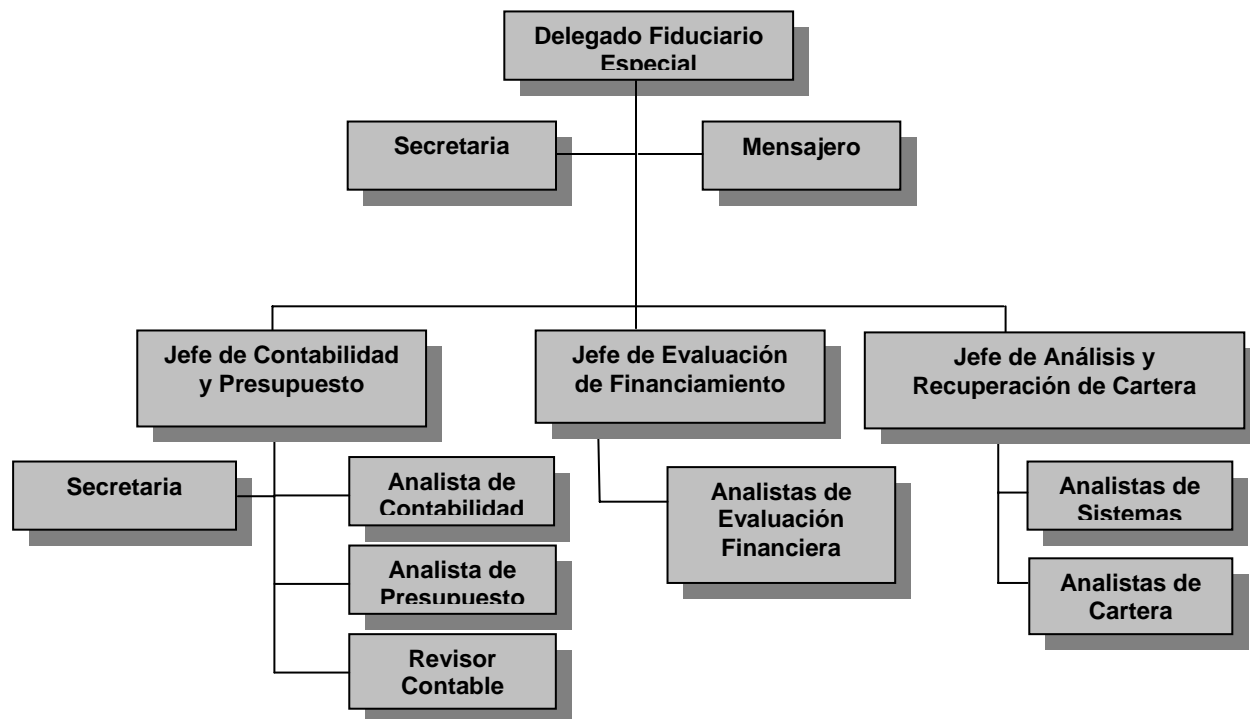 Delegado Fiduciario
Especial
Secretaria
Mensajero
Jefe de Contabilidad
y Presupuesto
Jefe de Evaluación
de Financiamiento
Jefe de Análisis y
Recuperación de Cartera
Secretaria
Analista de
Contabilidad
Analista de
Presupuesto
Revisor
Contable
Analistas de
Evaluación
Financiera
Analistas de
Sistemas
Analistas de
Cartera